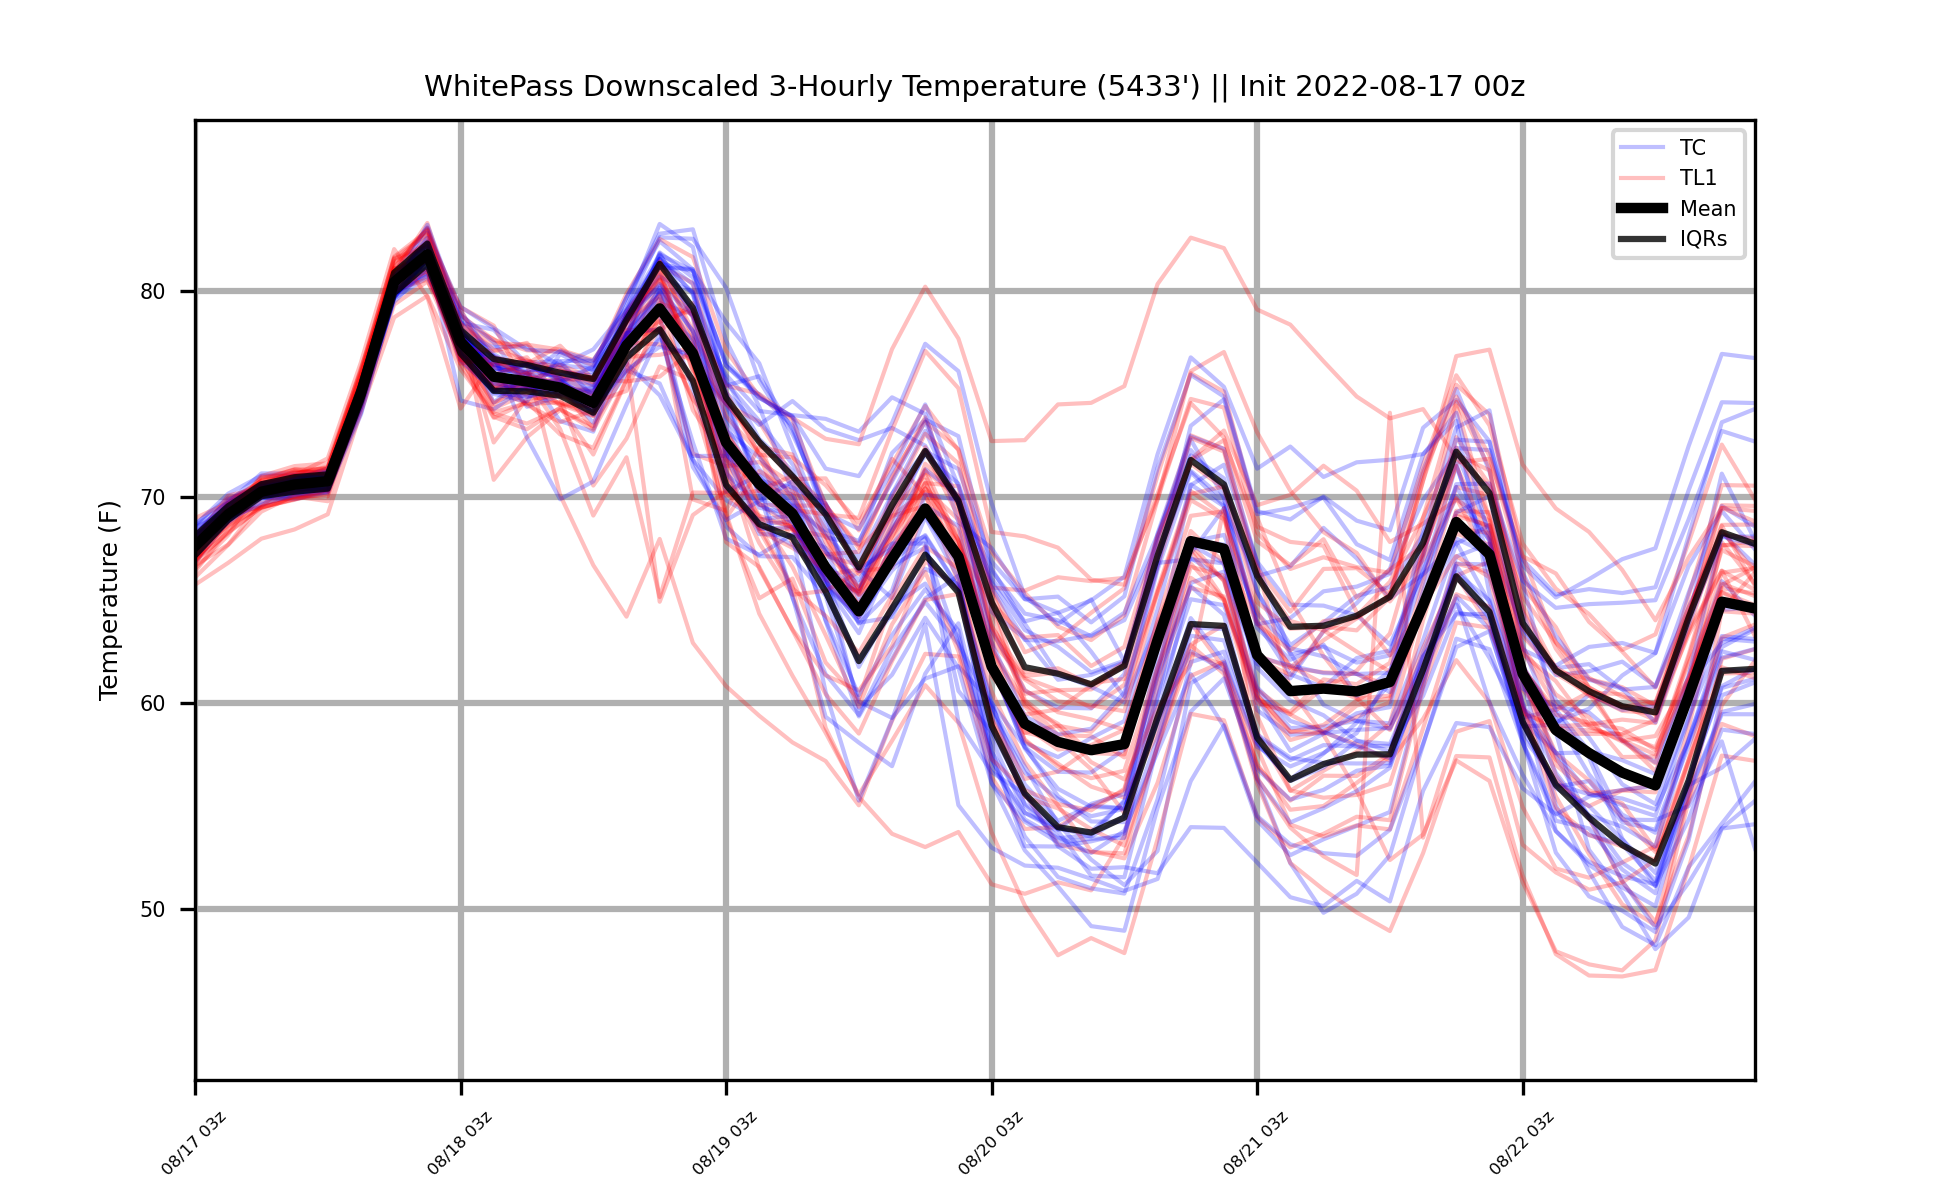 WhitePass Downscaled 3-Hourly Temperature (5433') || Init 2022-08-17 00z
TC
TL1
Mean
IQRs
Temperature (F)
80
70
60
50
08/17 03z
08/18 03z
08/19 03z
08/20 03z
08/21 03z
08/22 03z